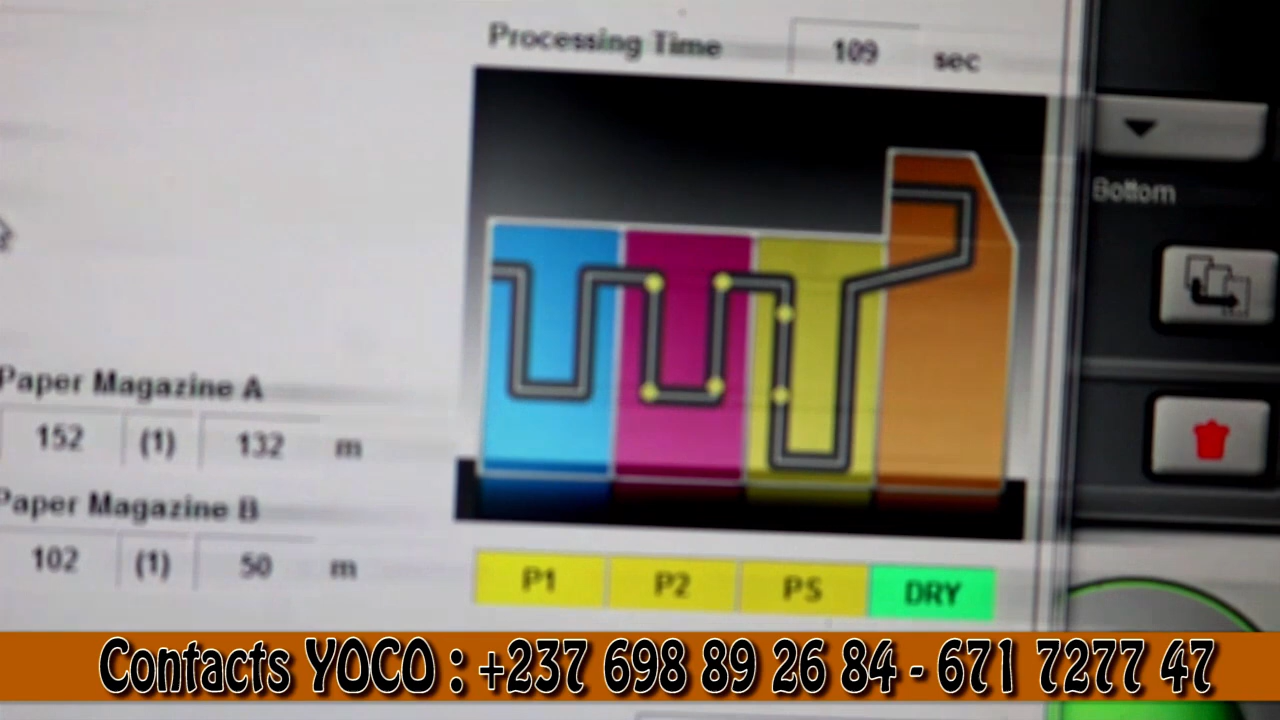 Processing Time 109 sec
Bottom
Paper Magazine A
152 (1) 132 m
Paper Magazine B
102 (1) 50 m
P1 P2 PS DRY
Contacts YOCO : +237 698 89 26 84 - 671 7277 47